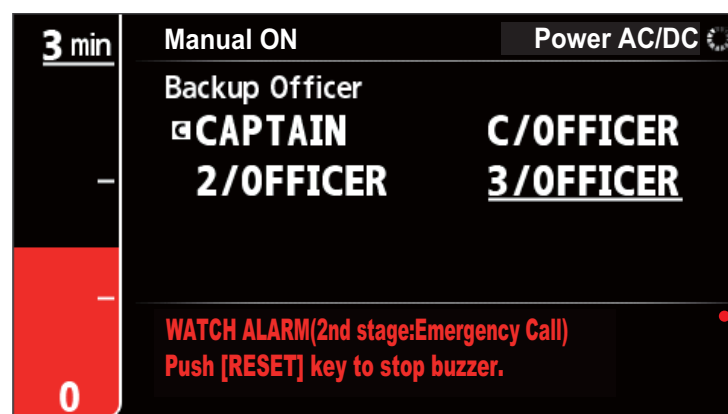 3 min
Manual ON
Power AC/DC
Backup Officer
C CAPTAIN
C/OFFICER
2/OFFICER
3/OFFICER
WATCH ALARM(2nd stage:Emergency Call)
Push [RESET] key to stop buzzer.
0